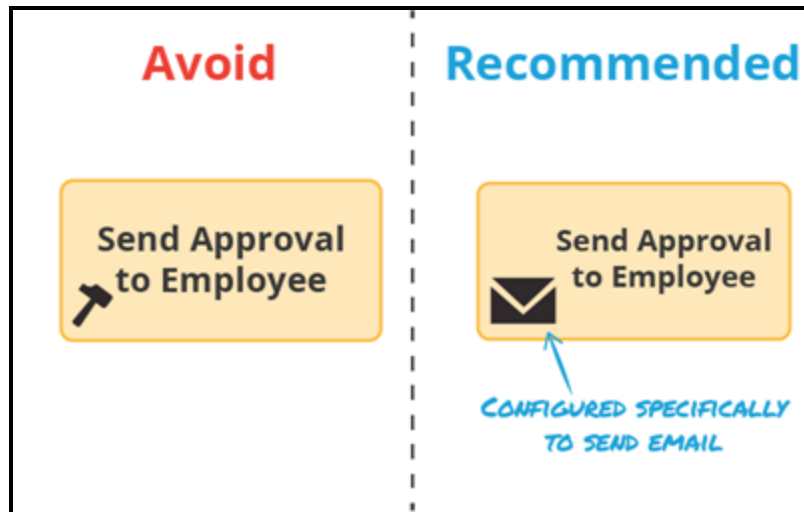 Avoid
Recommended
Send Approval
to Employee
Send Approval
to Employee
CONFIGURED SPECIFICALLY
TO SEND EMAIL